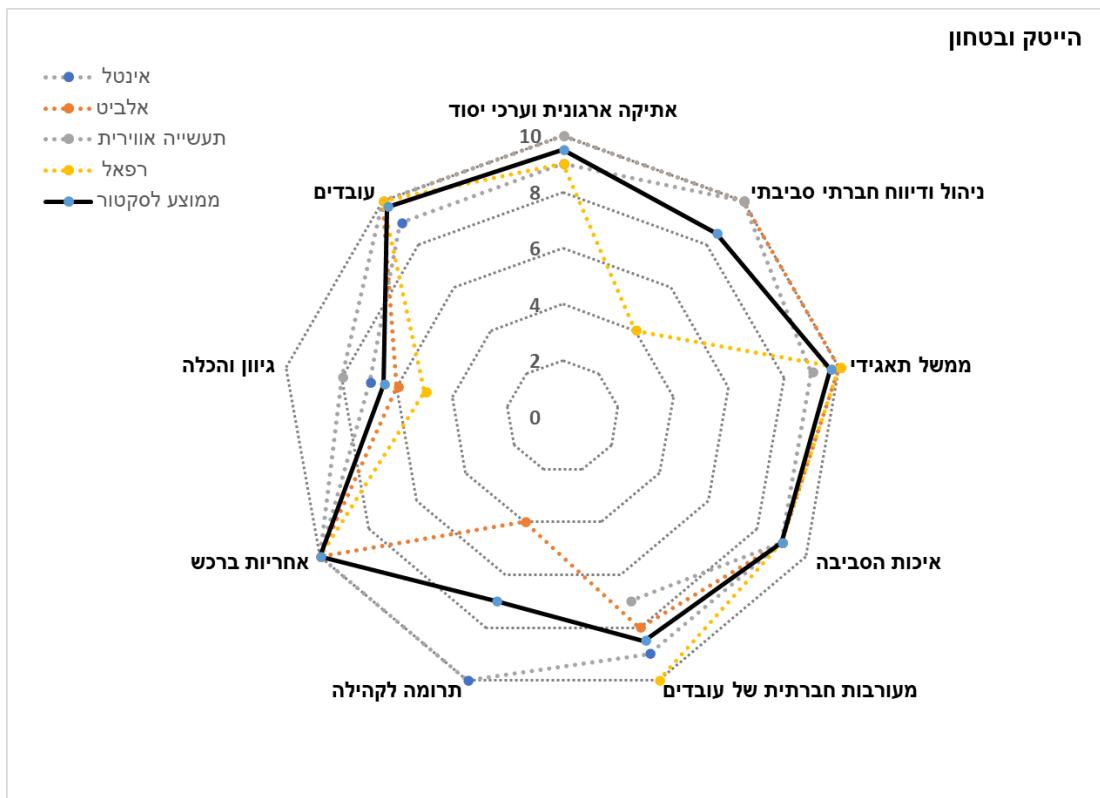 הייטק ובטחון
אינטל
אלביט
תעשייה אווירית
רפאל
ממוצע לסקטור
אתיקה ארגונית וערכי יסוד
ניהול ודיווח חברתי סביבתי
ממשל תאגידי
איכות הסביבה
מעורבות חברתית של עובדים
תרומה לקהילה
אחריות ברכש
גיוון והכלה
עובדים
10
8
6
4
2
0